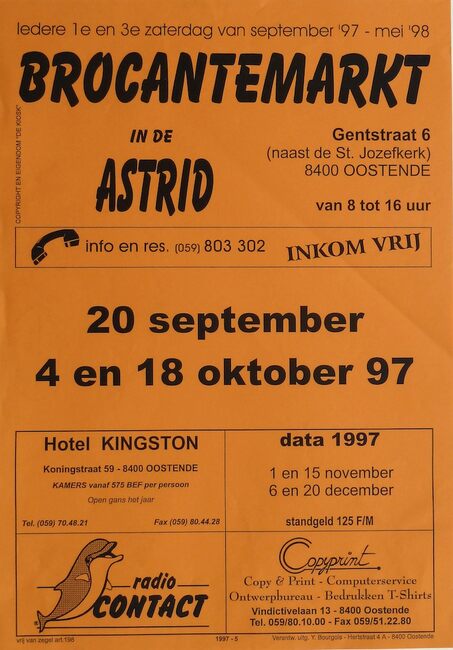 Iedere 1e en 3e zaterdag van september '97 - mei '98
BROCANTEMARKT
IN DE
ASTRID
Gentstraat 6
(naast de St. Jozefkerk)
8400 OOSTENDE
van 8 tot 16 uur
COPYRIGHT EN EIGENDOM "DE KIOSK"
info en res. (059) 803 302
INKOM VRIJ
20 september
4 en 18 oktober 97
Hotel KINGSTON
Koningstraat 59 - 8400 OOSTENDE
KAMERS vanaf 575 BEF per persoon
Open gans het jaar
Tel. (059) 70.48.21 Fax (059) 80.44.28
data 1997
1 en 15 november
6 en 20 december
standgeld 125 F/M
radio
CONTACT
Copyprint
Copy & Print - Computerservice
Ontwerpbureau - Bedrukken T-Shirts
Vindictivelaan 13 - 8400 Oostende
Tel. 059/80.10.00 - Fax 059/51.22.80
vrij van zegel art.198
1997 - 5
Verantw. uitg. Y. Bourgois - Hertstraat 4 A - 8400 Oostende